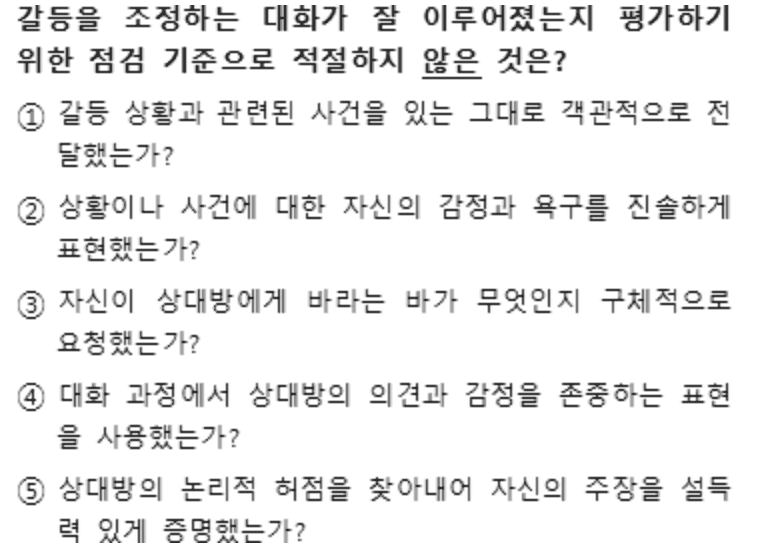 갈등을 조정하는 대화가 잘 이루어졌는지 평가하기
위한 점검 기준으로 적절하지 않은 것은?
① 갈등 상황과 관련된 사건을 있는 그대로 객관적으로 전
달했는가?
② 상황이나 사건에 대한 자신의 감정과 욕구를 진솔하게
표현했는가?
③ 자신이 상대방에게 바라는 바가 무엇인지 구체적으로
요청했는가?
④ 대화 과정에서 상대방의 의견과 감정을 존중하는 표현
을 사용했는가?
⑤ 상대방의 논리적 허점을 찾아내어 자신의 주장을 설득
력 있게 증명했는가?